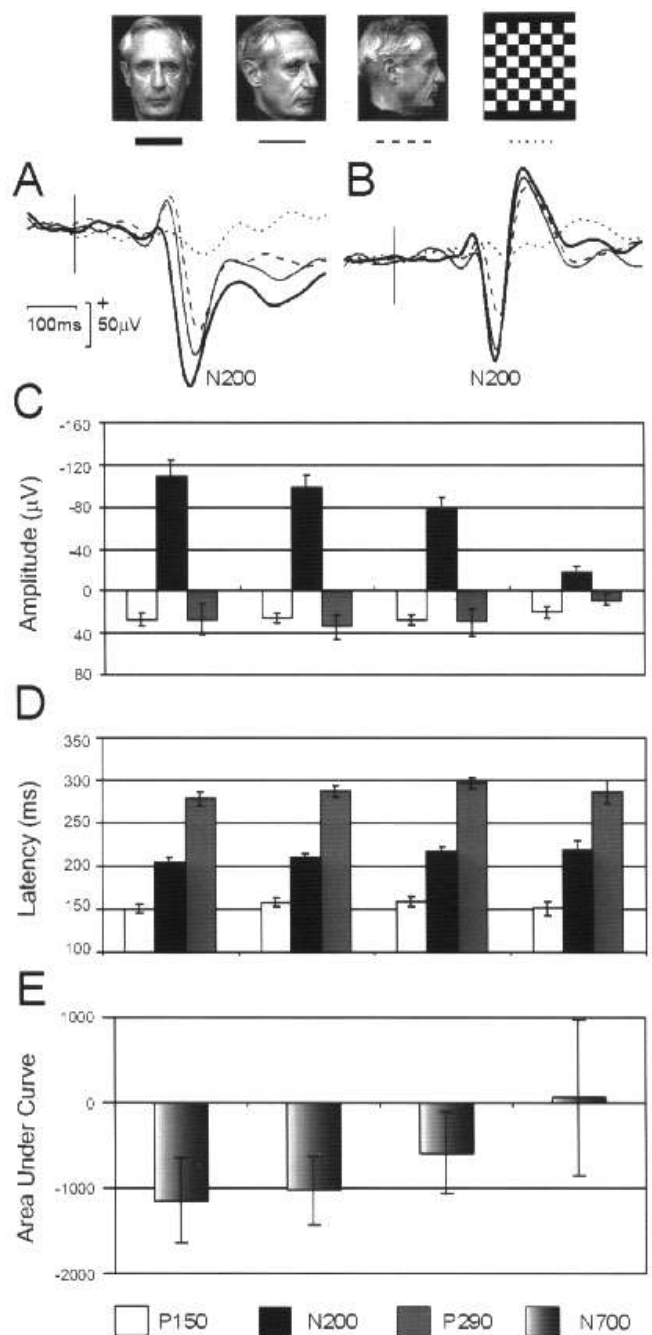 A
B
+
100ms
50µV
N200
N200
C
Amplitude (µV)
-160
-120
-80
-40
0
40
80
D
Latency (ms)
350
300
250
200
150
100
E
Area Under Curve
1000
0
-1000
-2000
P150
N200
P290
N700